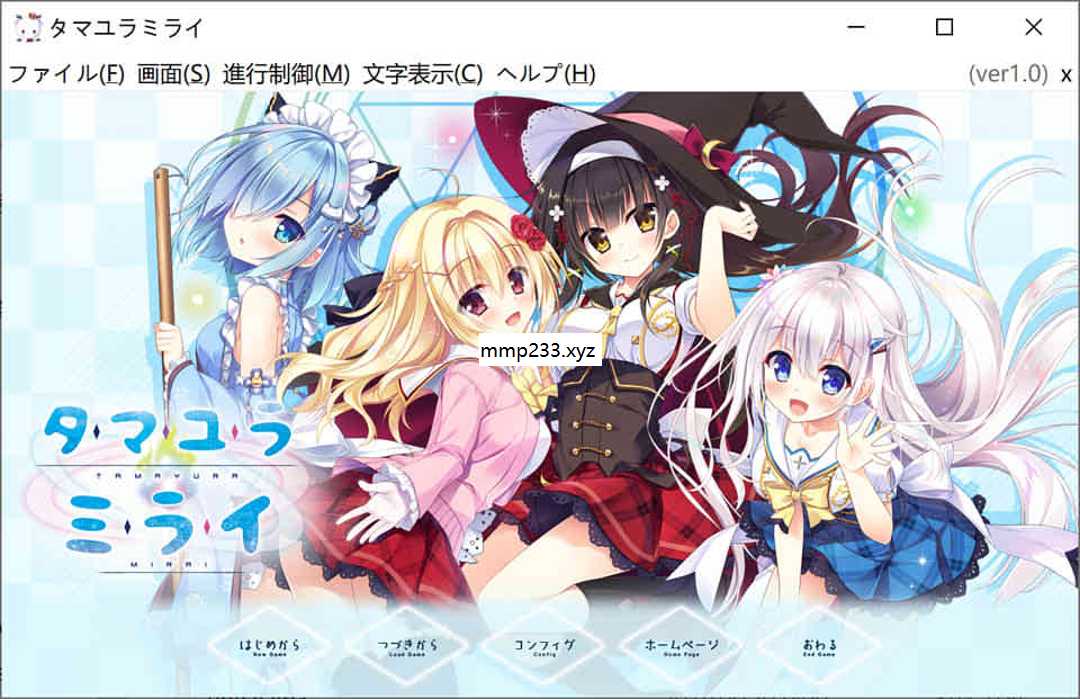 タマユラミライ
ファイル(F) 画面(S) 進行制御(M) 文字表示(C) ヘルプ(H) (ver1.0) x
mmp233.xyz
タマユラ
TAMAYURA
ミライ
MIRAI
はじめから つづきから コンフィグ ホームページ おわる
New Game Load Game Config Home Page End Game